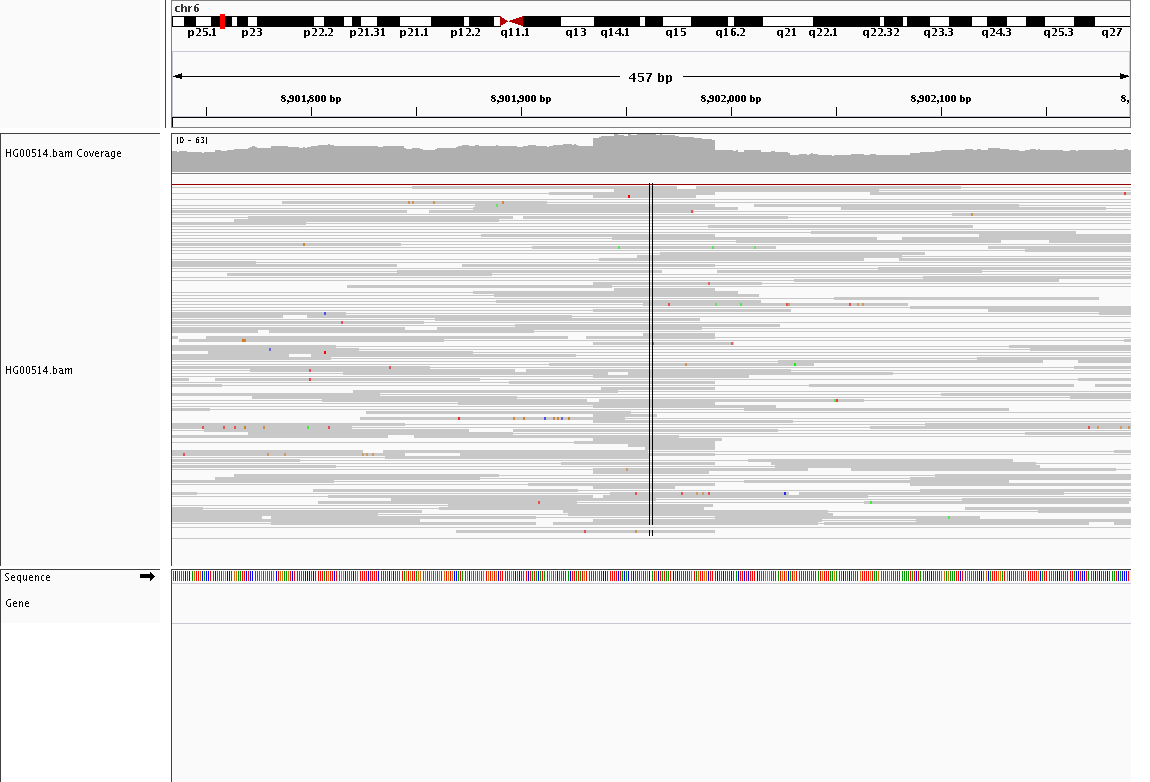 chr6
p25.1 p23 p22.2 p21.31 p21.1 p12.2 q11.1 q13 q14.1 q15 q16.2 q21 q22.1 q22.32 q23.3 q24.3 q25.3 q27
457 bp
8,901,800 bp 8,901,900 bp 8,902,000 bp 8,902,100 bp 8,
[0 - 63]
HG00514.bam Coverage
HG00514.bam
Sequence
Gene